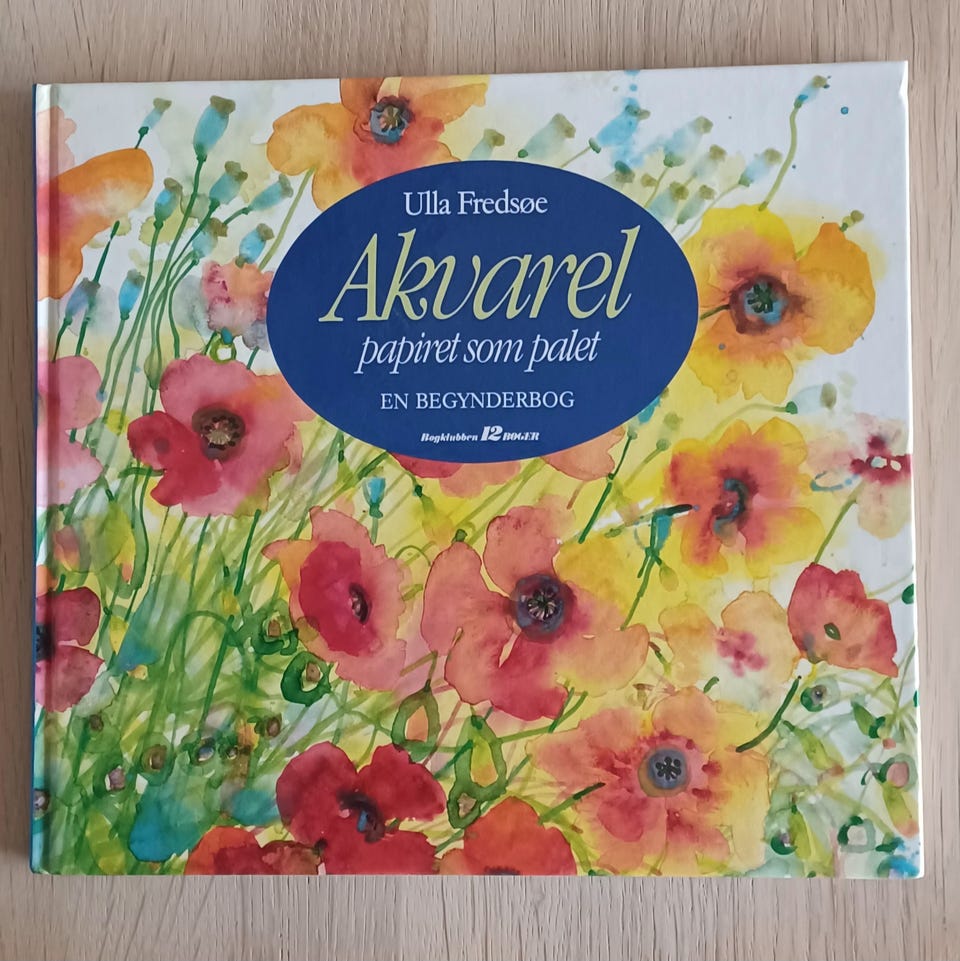 Ulla Fredsøe
Akvarel
papiret som palet
EN BEGYNDERBOG
Bogklubben 12 BØGER